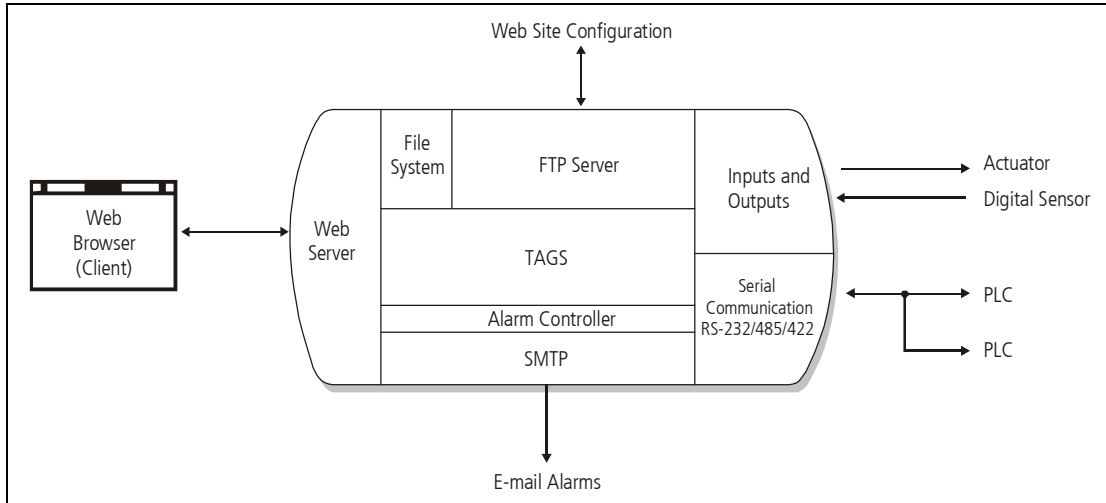 Web Site Configuration
File
System
FTP Server
Inputs and
Outputs
Actuator
Digital Sensor
Web
Browser
(Client)
Web
Server
TAGS
Serial
Communication
RS-232/485/422
PLC
PLC
Alarm Controller
SMTP
E-mail Alarms